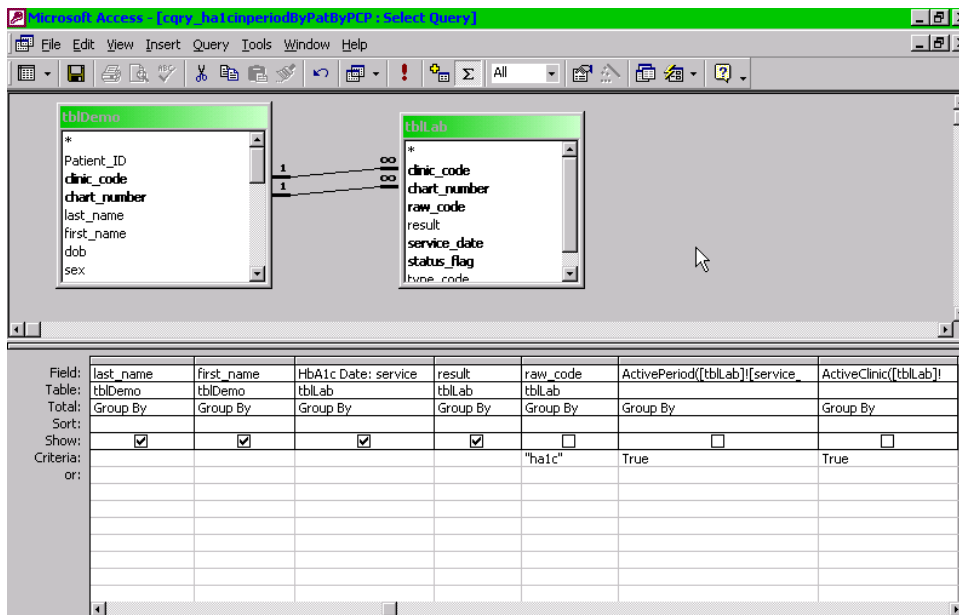 Microsoft Access - [cqry_ha1cinperiodByPatByPCP : Select Query]
File Edit View Insert Query Tools Window Help
ABC Σ All
tblDemo
*
Patient_ID
clinic_code
chart_number
last_name
first_name
dob
sex
1 ∞
1 ∞
tblLab
*
clinic_code
chart_number
raw_code
result
service_date
status_flag
type_code
Field: last_name first_name HbA1c Date: service result raw_code ActivePeriod([tblLab]![service_ ActiveClinic([tblLab]!
Table: tblDemo tblDemo tblLab tblLab tblLab
Total: Group By Group By Group By Group By Group By Group By Group By
Sort:
Show:
Criteria: "ha1c" True True
or: